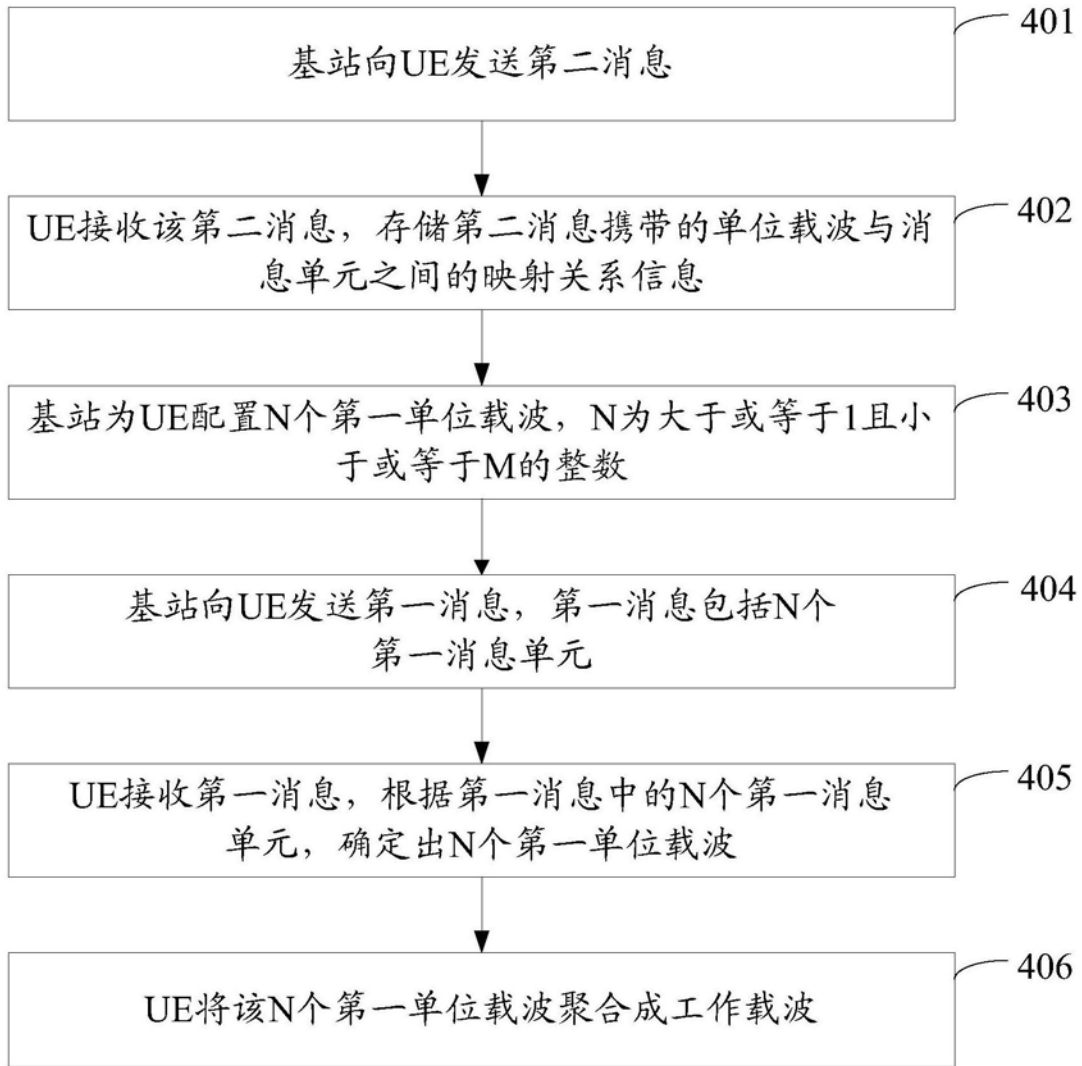 基站向UE发送第二消息
401
UE接收该第二消息，存储第二消息携带的单位载波与消
息单元之间的映射关系信息
402
基站为UE配置N个第一单位载波，N为大于或等于1且小
于或等于M的整数
403
基站向UE发送第一消息，第一消息包括N个
第一消息单元
404
UE接收第一消息，根据第一消息中的N个第一消息
单元，确定出N个第一单位载波
405
UE将该N个第一单位载波聚合成工作载波
406